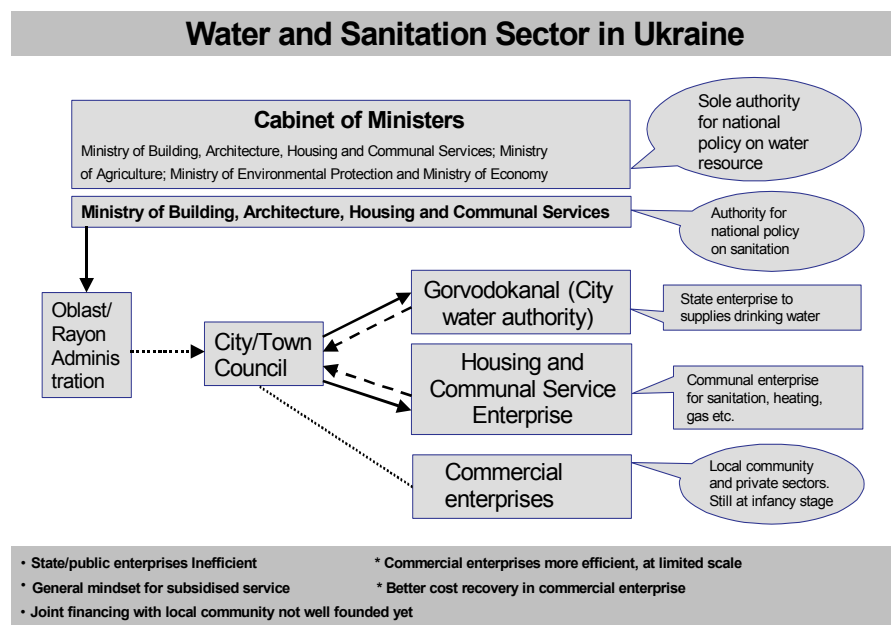 Water and Sanitation Sector in Ukraine
Cabinet of Ministers
Ministry of Building, Architecture, Housing and Communal Services; Ministry
of Agriculture; Ministry of Environmental Protection and Ministry of Economy
Sole authority
for national
policy on water
resource
Ministry of Building, Architecture, Housing and Communal Services
Authority for
national policy
on sanitation
Oblast/
Rayon
Adminis
tration
City/Town
Council
Gorvodokanal (City
water authority)
State enterprise to
supplies drinking water
Housing and
Communal Service
Enterprise
Communal enterprise
for sanitation, heating,
gas etc.
Commercial
enterprises
Local community
and private sectors.
Still at infancy stage
• State/public enterprises Inefficient
* Commercial enterprises more efficient, at limited scale
• General mindset for subsidised service
* Better cost recovery in commercial enterprise
• Joint financing with local community not well founded yet